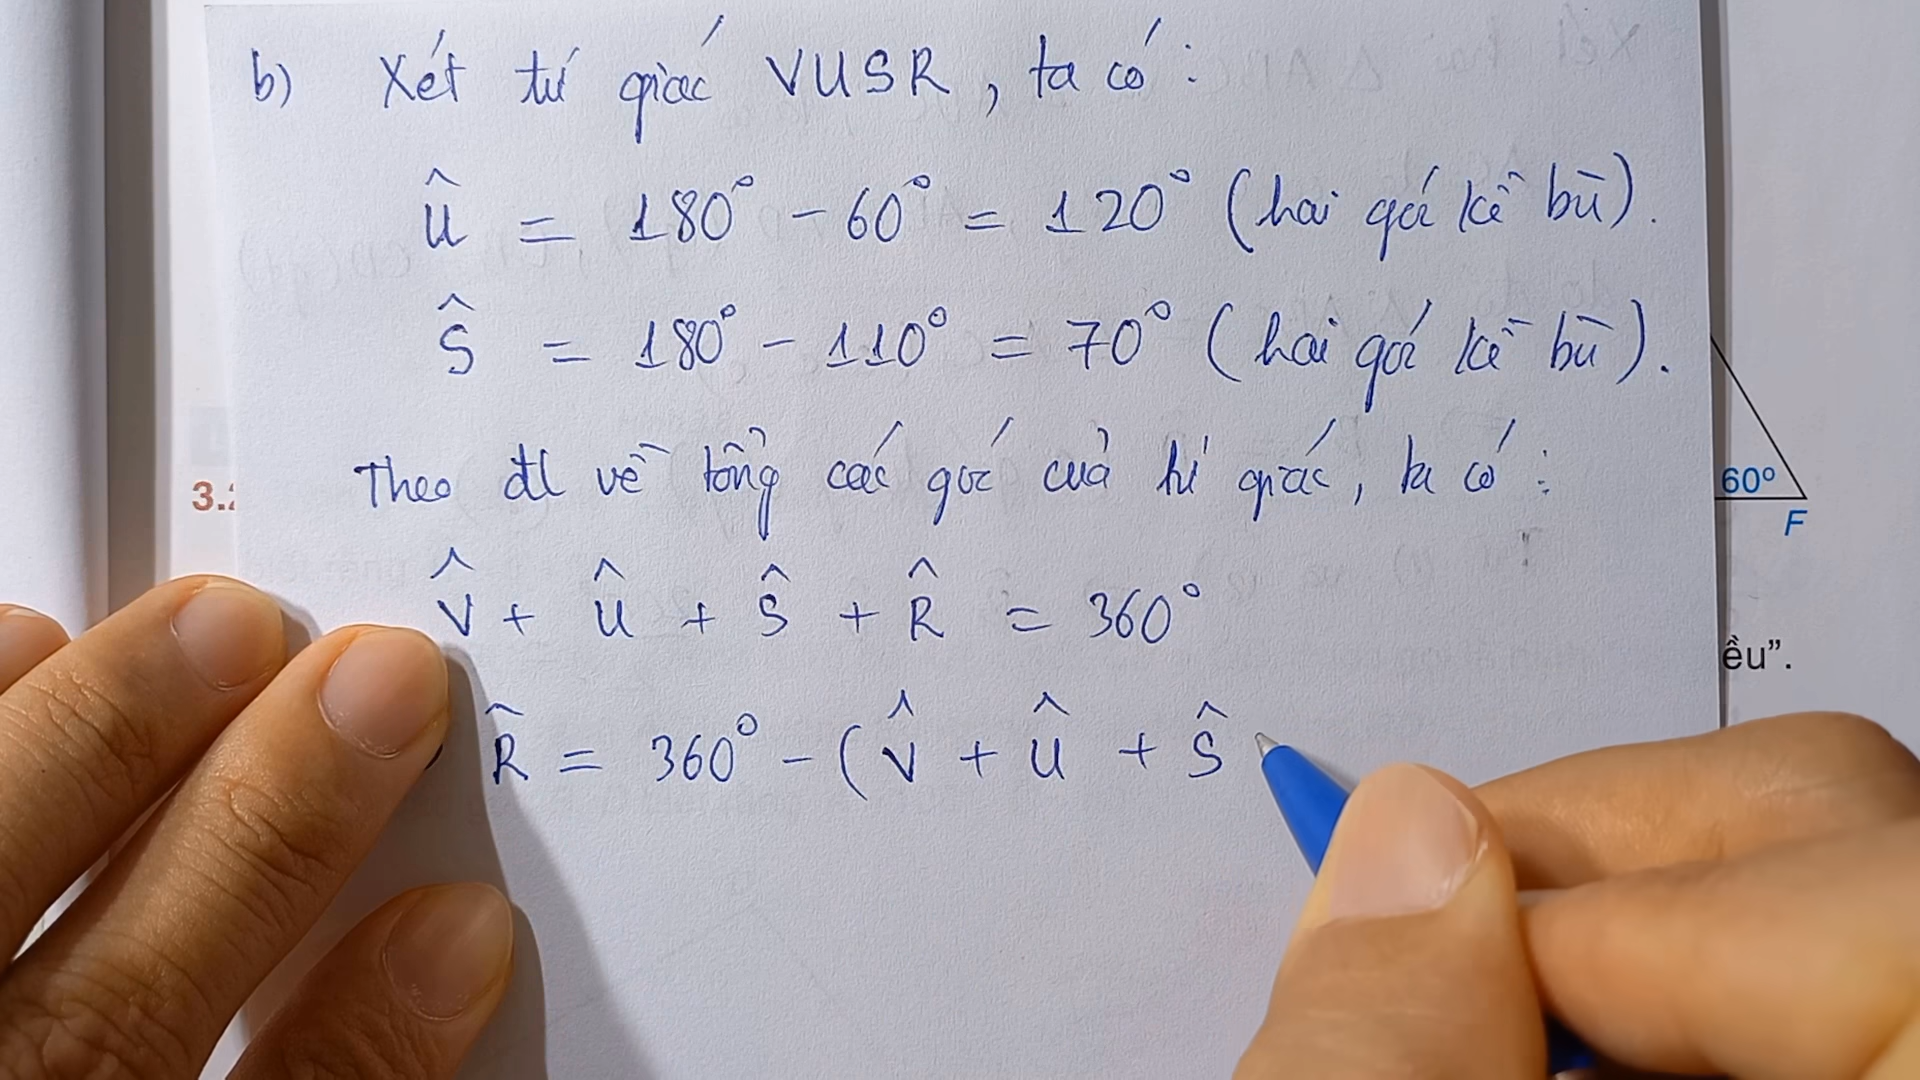 b) Xét tứ giác VUSR, ta có:
Û = 180° - 60° = 120° (hai góc kề bù).
Ŝ = 180° - 110° = 70° (hai góc kề bù).
Theo đl về tổng các góc của tứ giác, ta có:
V̂ + Û + Ŝ + R̂ = 360°
R̂ = 360° - (V̂ + Û + Ŝ
3.2
60°
F
ều”.